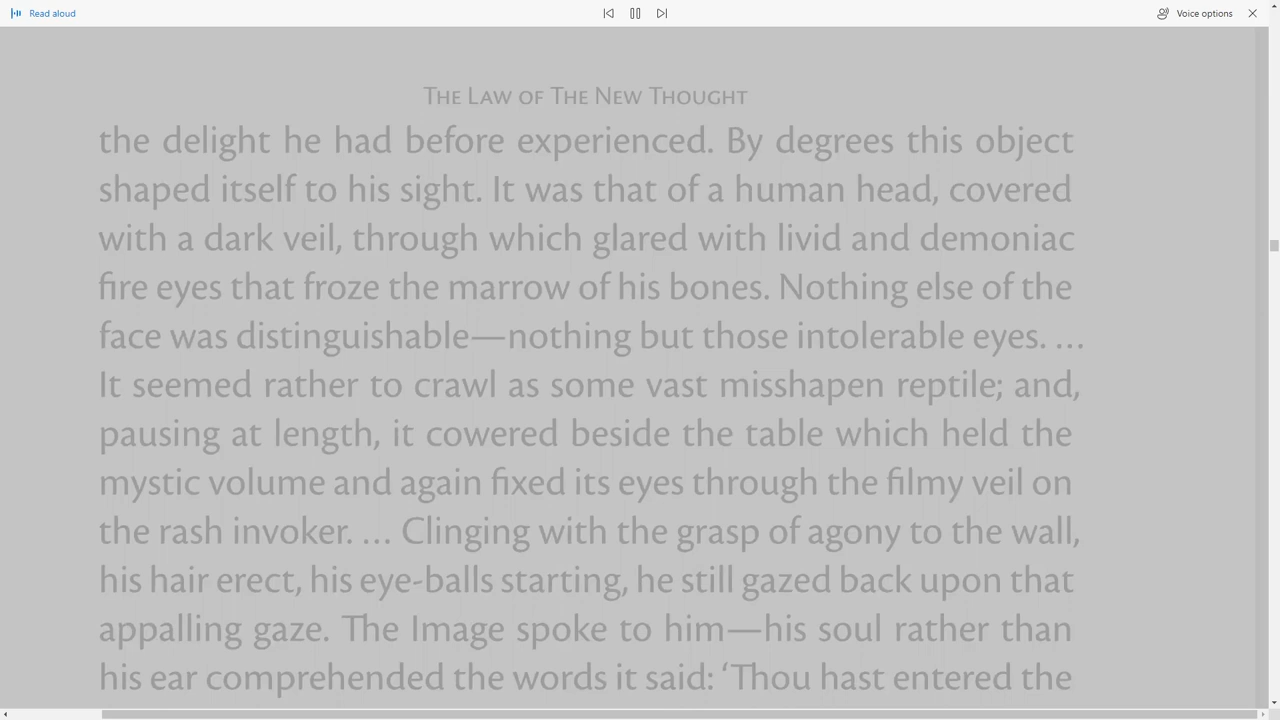 Read aloud
Voice options
The Law of The New Thought
the delight he had before experienced. By degrees this object
shaped itself to his sight. It was that of a human head, covered
with a dark veil, through which glared with livid and demoniac
fire eyes that froze the marrow of his bones. Nothing else of the
face was distinguishable—nothing but those intolerable eyes. …
It seemed rather to crawl as some vast misshapen reptile; and,
pausing at length, it cowered beside the table which held the
mystic volume and again fixed its eyes through the filmy veil on
the rash invoker. … Clinging with the grasp of agony to the wall,
his hair erect, his eye-balls starting, he still gazed back upon that
appalling gaze. The Image spoke to him—his soul rather than
his ear comprehended the words it said: ‘Thou hast entered the